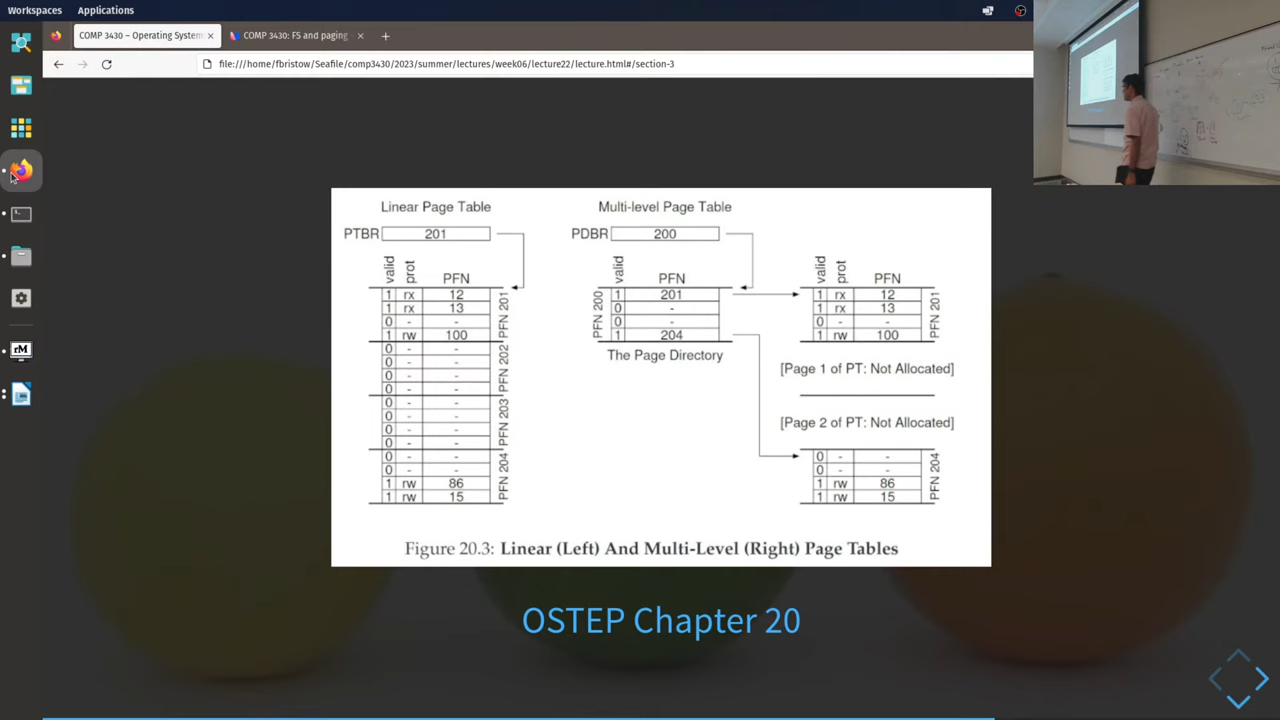 Workspaces Applications
COMP 3430 – Operating System
COMP 3430: FS and paging
file:///home/fbristow/Seafile/comp3430/2023/summer/lectures/week06/lecture22/lecture.html#/section-3
Linear Page Table
PTBR 201
valid prot PFN
1 rx 12
1 rx 13
0 - -
1 rw 100
PFN 201
0 - -
0 - -
0 - -
0 - -
PFN 202
0 - -
0 - -
0 - -
0 - -
PFN 203
0 - -
0 - -
1 rw 86
1 rw 15
PFN 204
Multi-level Page Table
PDBR 200
valid PFN
PFN 200
1 201
0 -
0 -
1 204
The Page Directory
valid prot PFN
1 rx 12
1 rx 13
0 - -
1 rw 100
PFN 201
[Page 1 of PT: Not Allocated]
[Page 2 of PT: Not Allocated]
0 - -
0 - -
1 rw 86
1 rw 15
PFN 204
Figure 20.3: Linear (Left) And Multi-Level (Right) Page Tables
OSTEP Chapter 20
rM